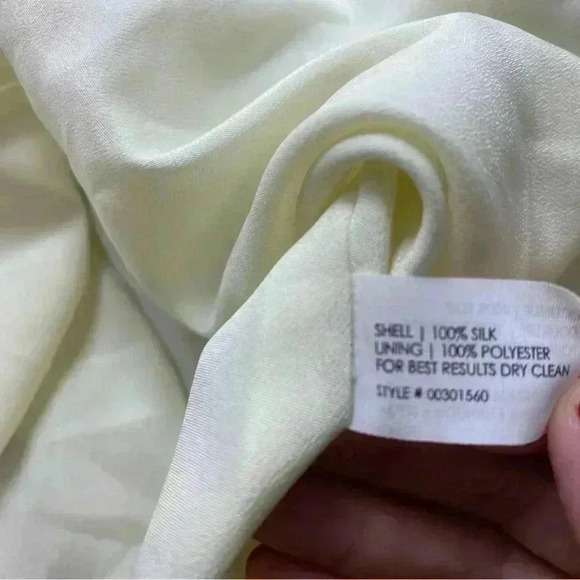 SHELL | 100% SILK
LINING | 100% POLYESTER
FOR BEST RESULTS DRY CLEAN
STYLE # 00301560